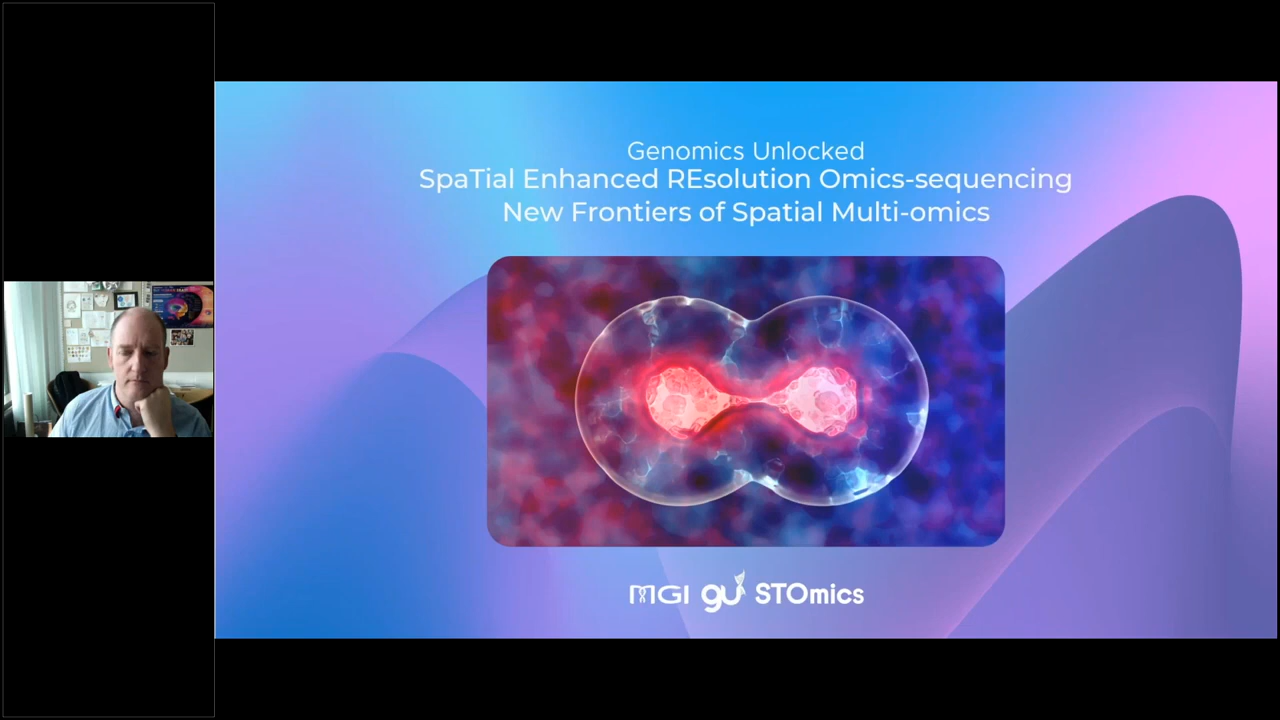 Genomics Unlocked
SpaTial Enhanced REsolution Omics-sequencing
New Frontiers of Spatial Multi-omics
MGI gu STOmics